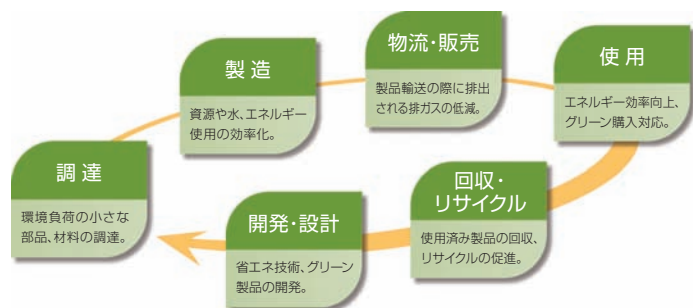 調達
環境負荷の小さな
部品、材料の調達。
製造
資源や水、エネルギー
使用の効率化。
物流・販売
製品輸送の際に排出
される排ガスの低減。
使用
エネルギー効率向上、
グリーン購入対応。
回収・
リサイクル
使用済み製品の回収、
リサイクルの促進。
開発・設計
省エネ技術、グリーン
製品の開発。